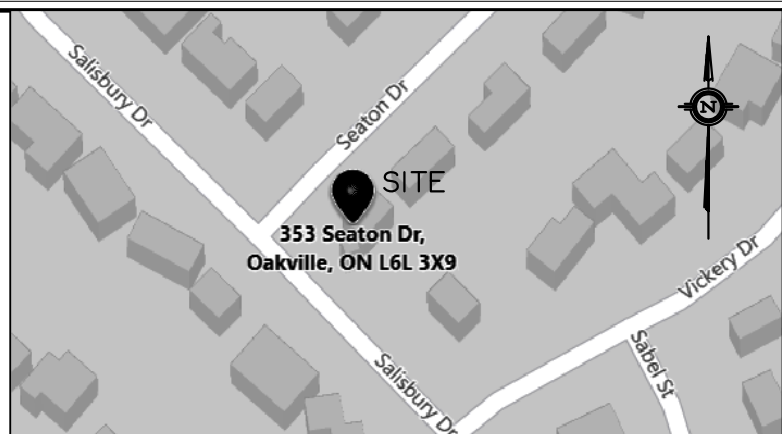 Salisbury Dr
Seaton Dr
N
SITE
353 Seaton Dr,
Oakville, ON L6L 3X9
Vickery Dr
Sabel St
Salisbury Dr